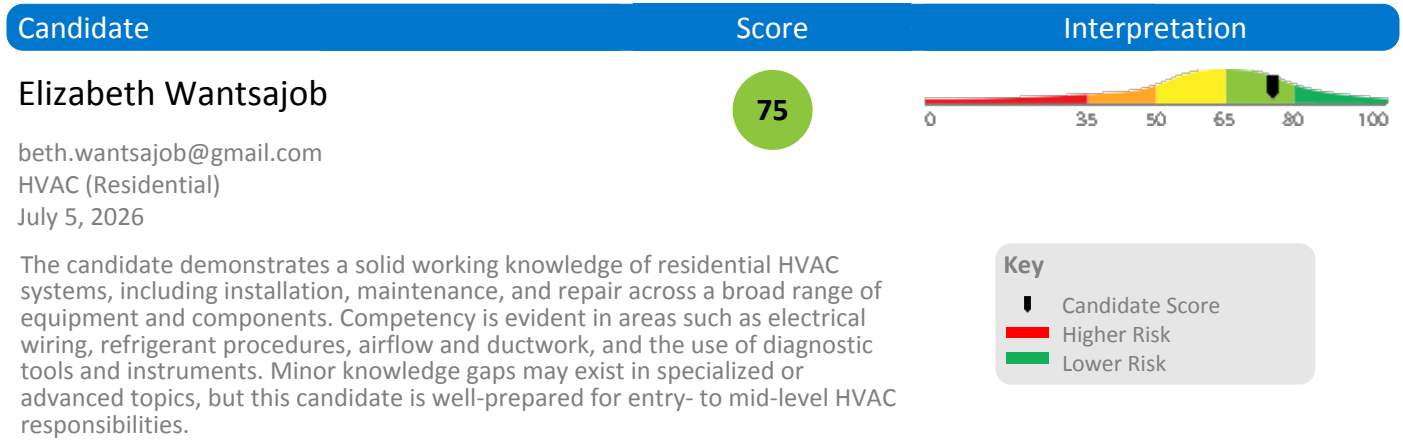 Candidate Score Interpretation
Elizabeth Wantsajob
75
0 35 50 65 80 100
beth.wantsajob@gmail.com
HVAC (Residential)
July 5, 2026
The candidate demonstrates a solid working knowledge of residential HVAC
systems, including installation, maintenance, and repair across a broad range of
equipment and components. Competency is evident in areas such as electrical
wiring, refrigerant procedures, airflow and ductwork, and the use of diagnostic
tools and instruments. Minor knowledge gaps may exist in specialized or
advanced topics, but this candidate is well-prepared for entry- to mid-level HVAC
responsibilities.
Key
Candidate Score
Higher Risk
Lower Risk